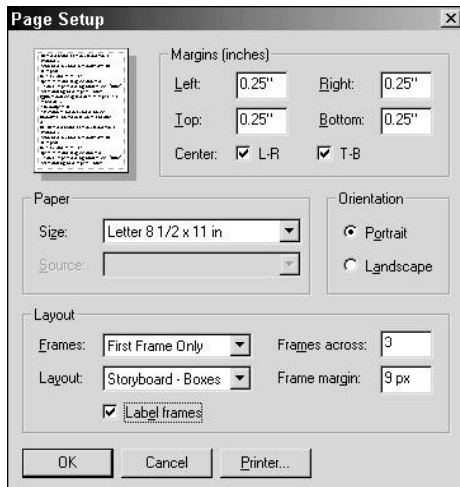 Page Setup
Margins (inches)
Left: 0.25" Right: 0.25"
Top: 0.25" Bottom: 0.25"
Center: L-R T-B
Paper
Size: Letter 8 1/2 x 11 in
Source:
Orientation
Portrait
Landscape
Layout
Frames: First Frame Only Frames across: 3
Layout: Storyboard - Boxes Frame margin: 9 px
Label frames
OK Cancel Printer...